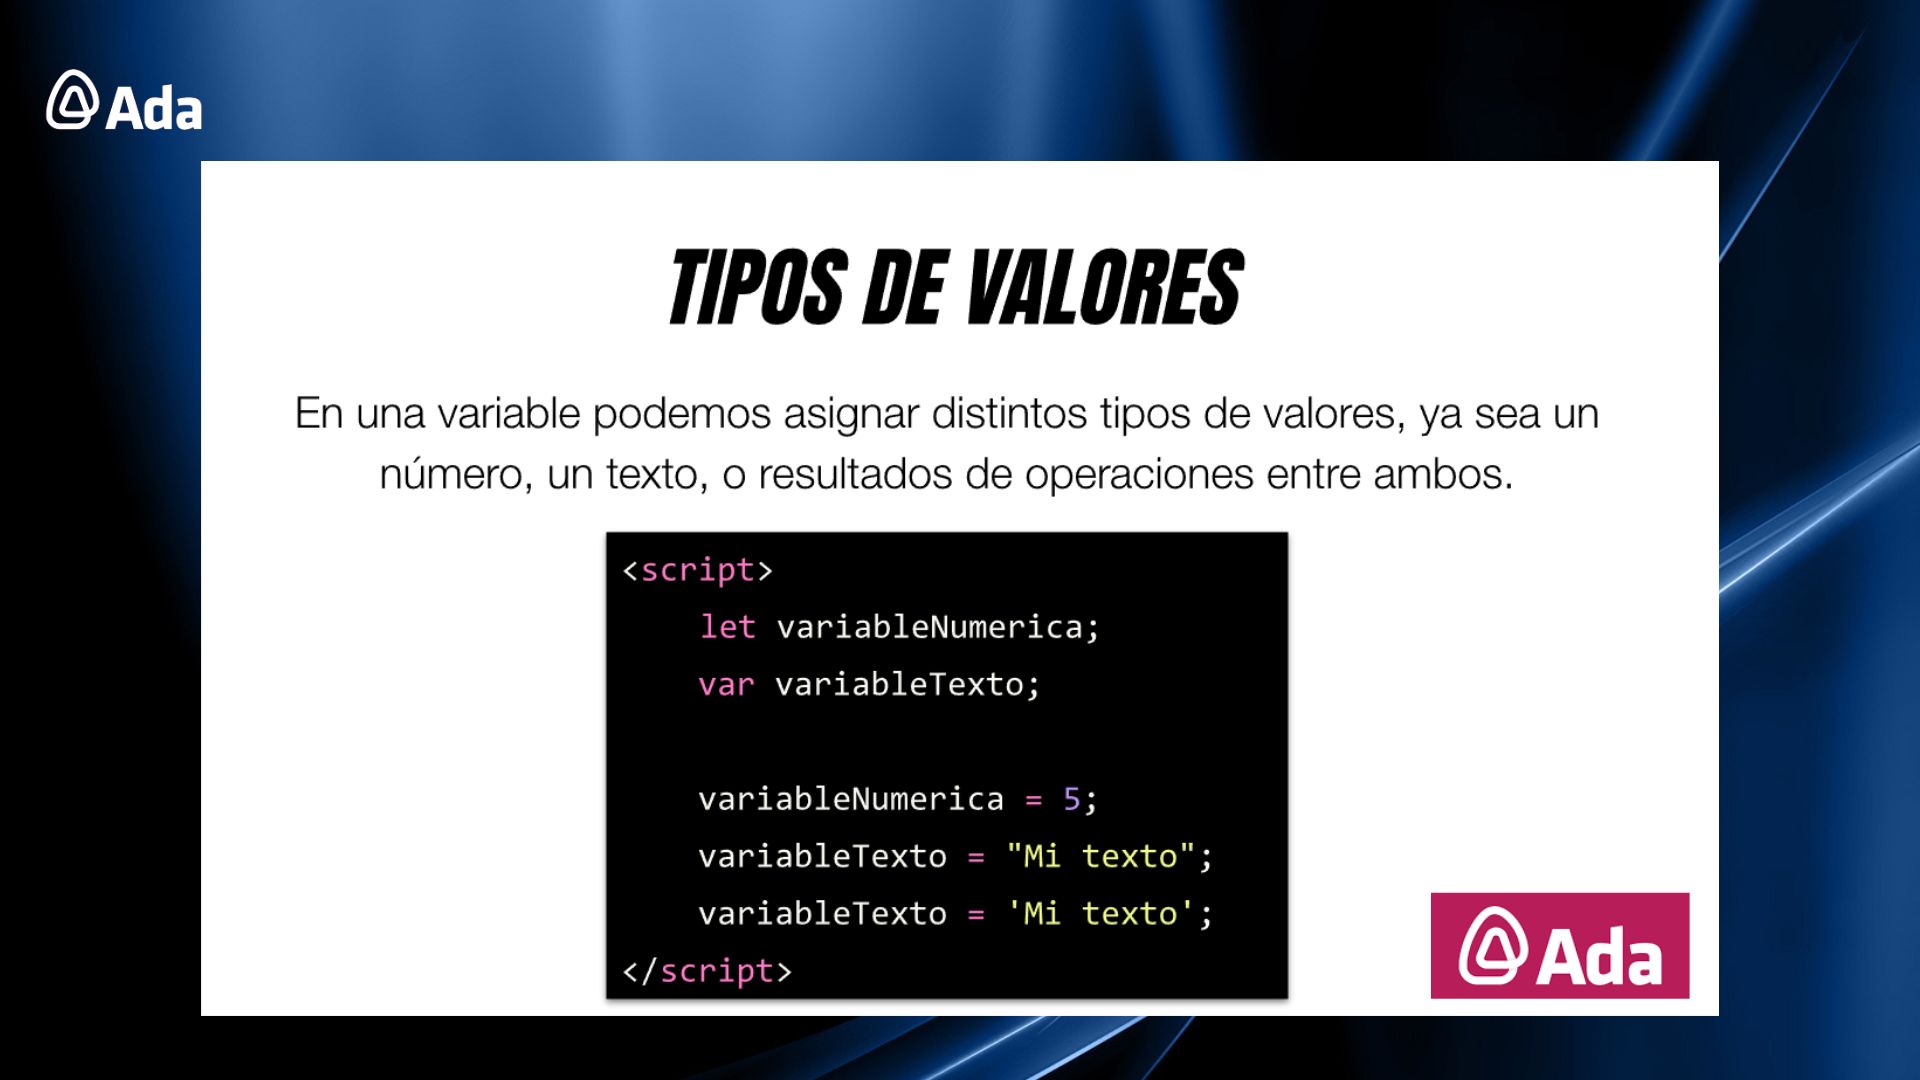 Ada
TIPOS DE VALORES
En una variable podemos asignar distintos tipos de valores, ya sea un
número, un texto, o resultados de operaciones entre ambos.
<script>
let variableNumerica;
var variableTexto;
variableNumerica = 5;
variableTexto = "Mi texto";
variableTexto = 'Mi texto';
</script>
Ada